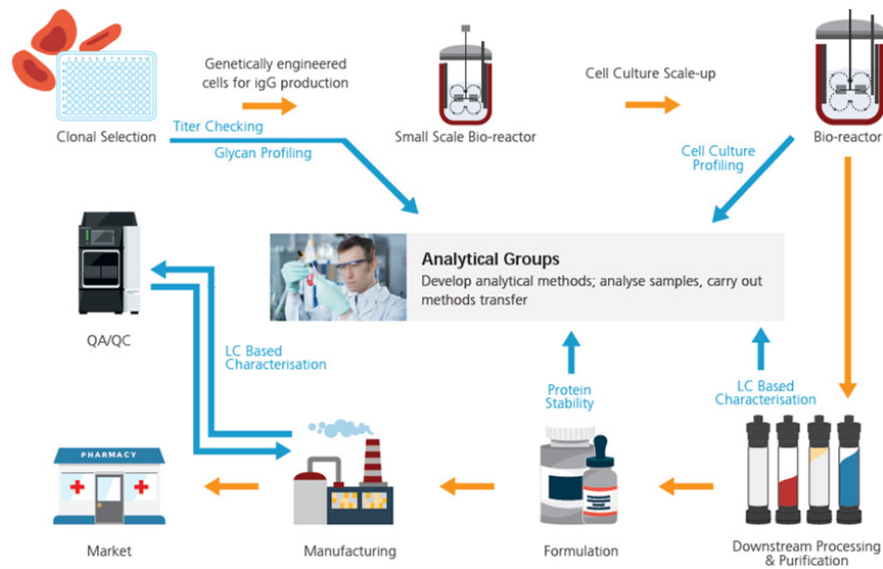 Genetically engineered
cells for igG production
Cell Culture Scale-up
Clonal Selection
Titer Checking
Glycan Profiling
Small Scale Bio-reactor
Bio-reactor
Cell Culture
Profiling
Analytical Groups
Develop analytical methods; analyse samples, carry out
methods transfer
QA/QC
LC Based
Characterisation
Protein
Stability
LC Based
Characterisation
PHARMACY
Market
Manufacturing
Formulation
Downstream Processing
& Purification